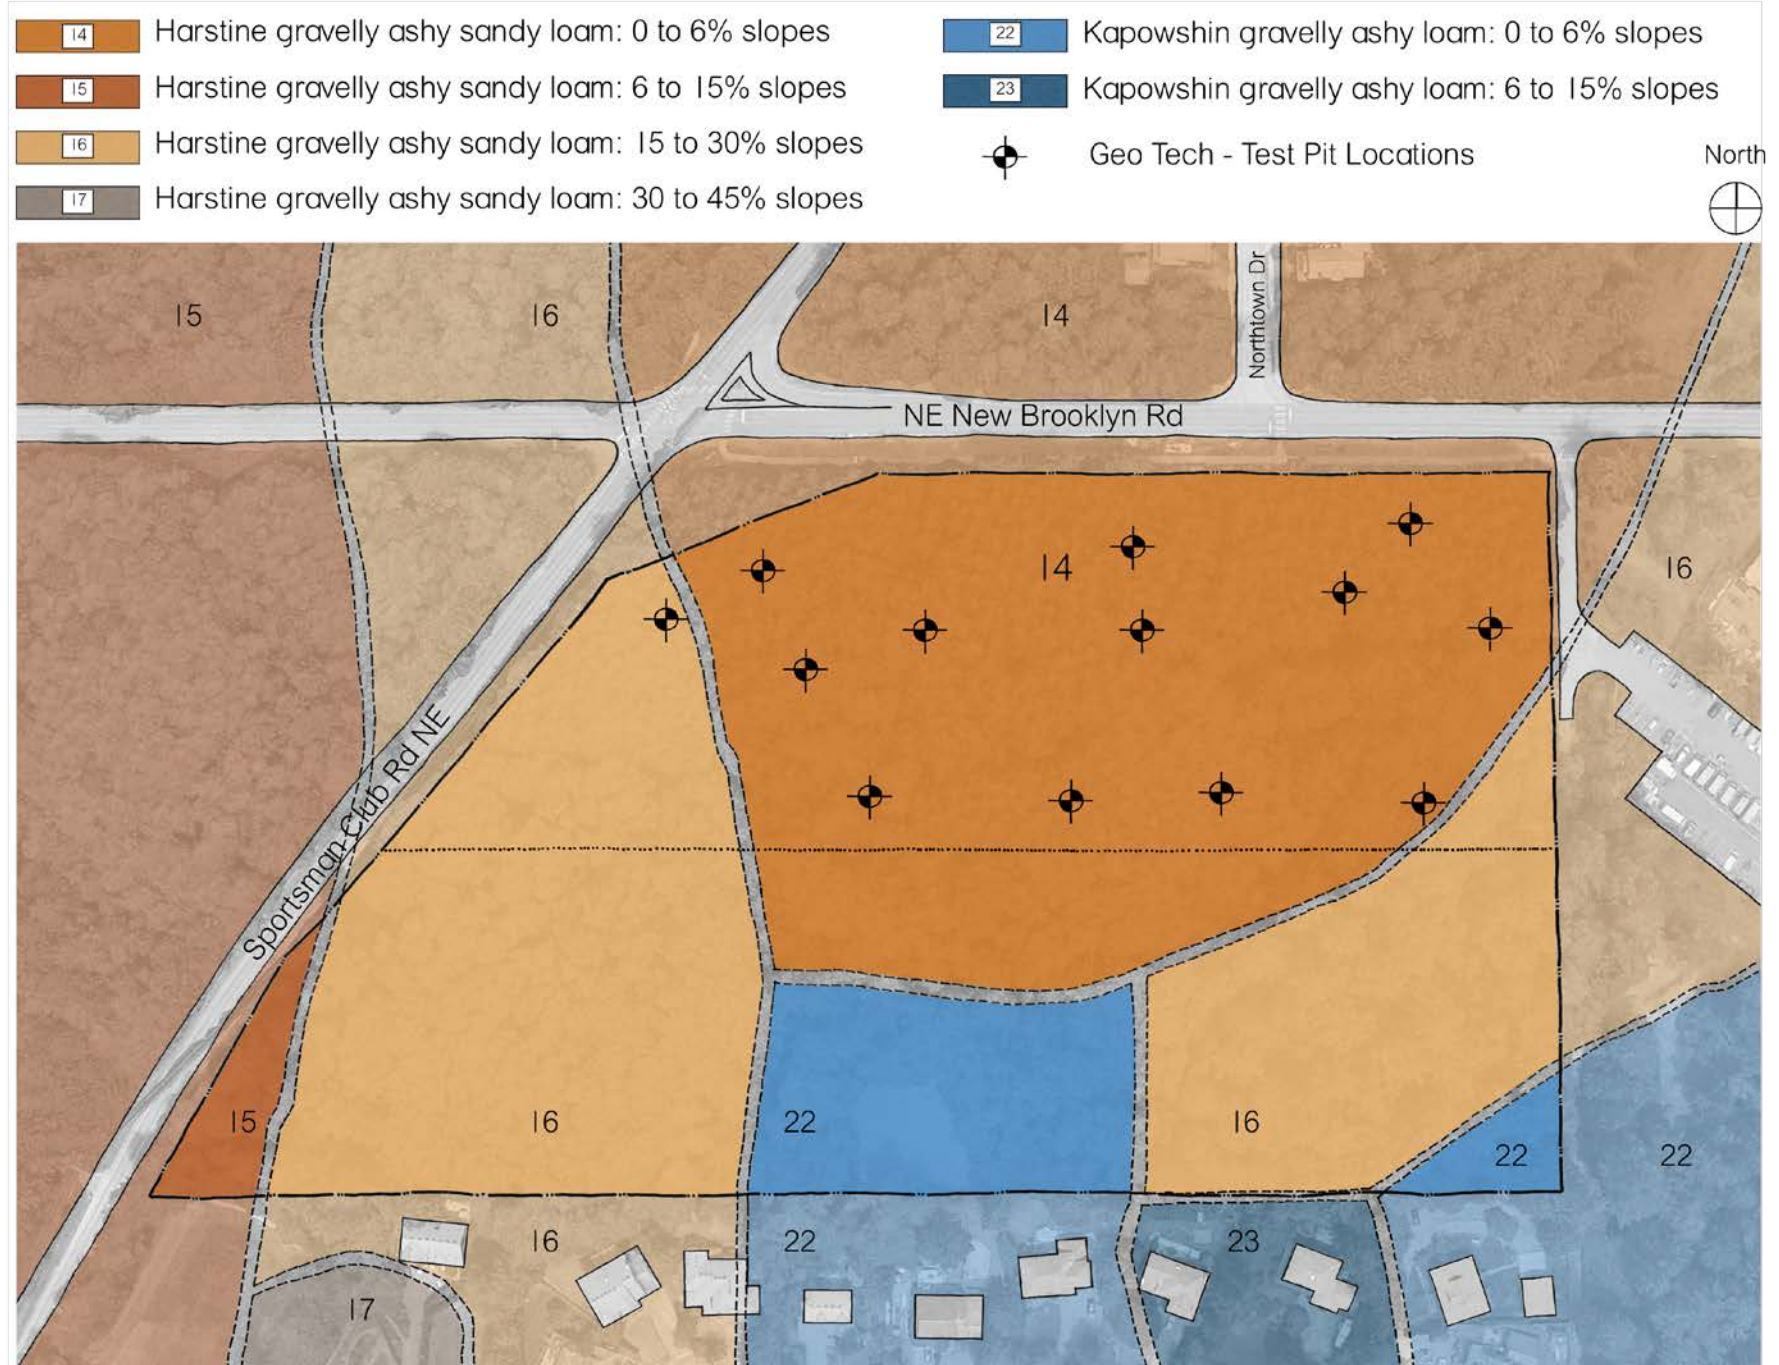 14 Harstine gravelly ashy sandy loam: 0 to 6% slopes
15 Harstine gravelly ashy sandy loam: 6 to 15% slopes
16 Harstine gravelly ashy sandy loam: 15 to 30% slopes
17 Harstine gravelly ashy sandy loam: 30 to 45% slopes
22 Kapowshin gravelly ashy loam: 0 to 6% slopes
23 Kapowshin gravelly ashy loam: 6 to 15% slopes
Geo Tech - Test Pit Locations
North
15
16
14
Northtown Dr
NE New Brooklyn Rd
14
16
Sportsman Club Rd NE
15
16
22
16
22
22
16
22
23
17